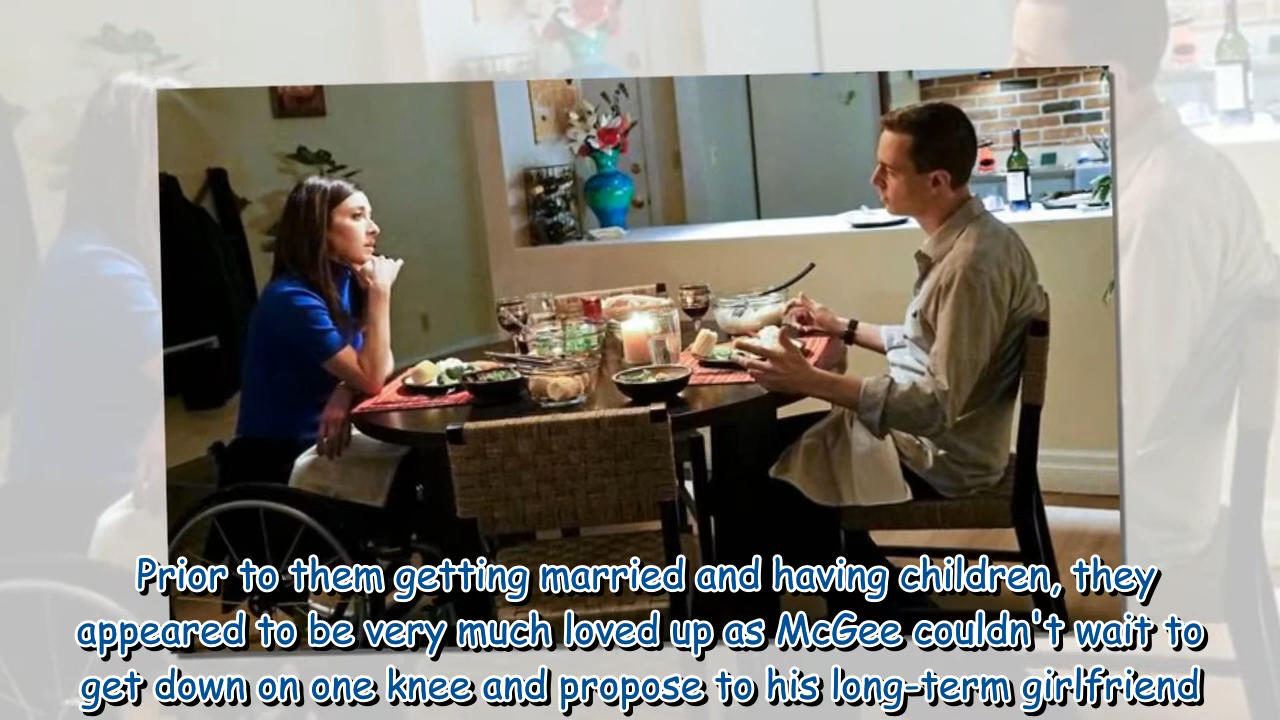 Prior to them getting married and having children, they
appeared to be very much loved up as McGee couldn't wait to
get down on one knee and propose to his long-term girlfriend